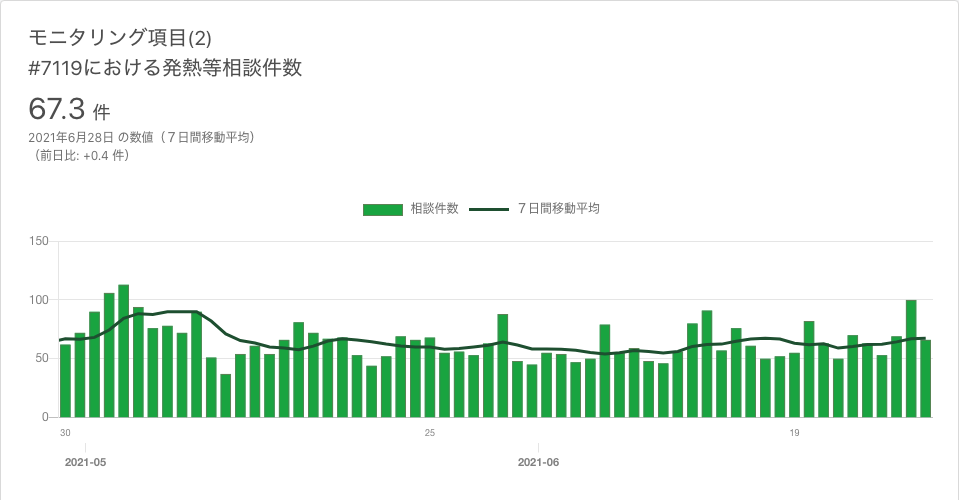 モニタリング項目(2)
#7119における発熱等相談件数
67.3 件
2021年6月28日 の数値（７日間移動平均）
（前日比: +0.4 件）
相談件数 ７日間移動平均
150
100
50
0
30 25 19
2021-05 2021-06